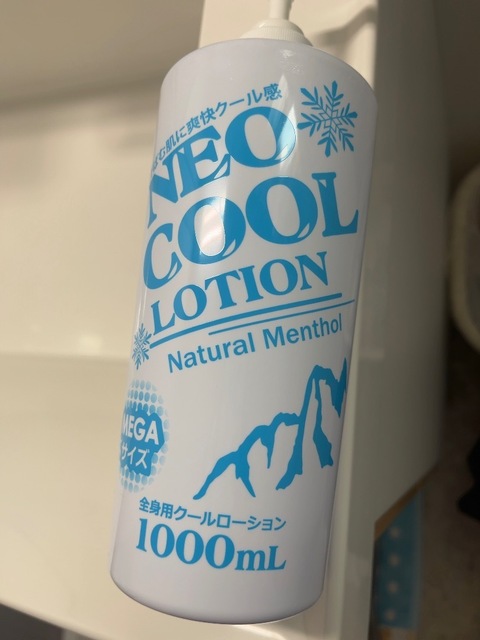 肌に爽快クール感
NEO
COOL
LOTION
Natural Menthol
MEGA
サイズ
全身用クールローション
1000mL